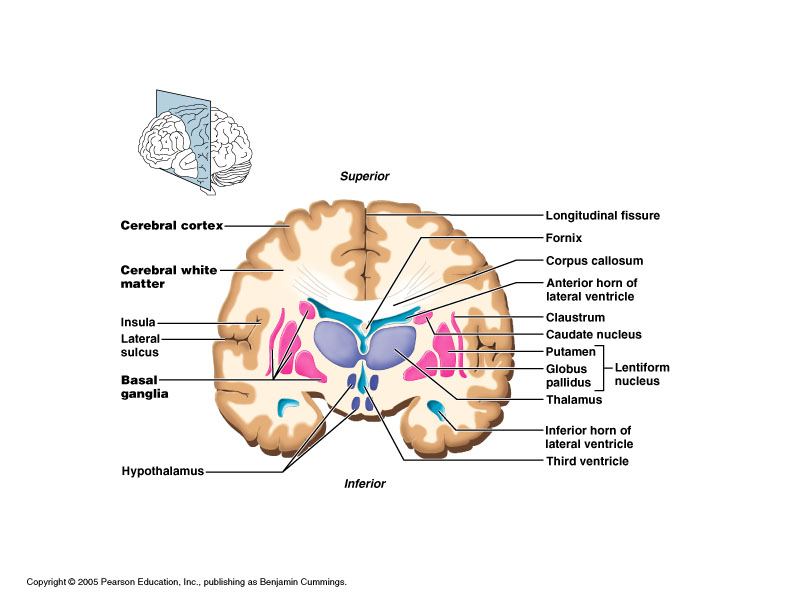 Superior
Cerebral cortex
Cerebral white
matter
Insula
Lateral
sulcus
Basal
ganglia
Hypothalamus
Longitudinal fissure
Fornix
Corpus callosum
Anterior horn of
lateral ventricle
Claustrum
Caudate nucleus
Putamen
Globus
pallidus
Lentiform
nucleus
Thalamus
Inferior horn of
lateral ventricle
Third ventricle
Inferior
Copyright © 2005 Pearson Education, Inc., publishing as Benjamin Cummings.